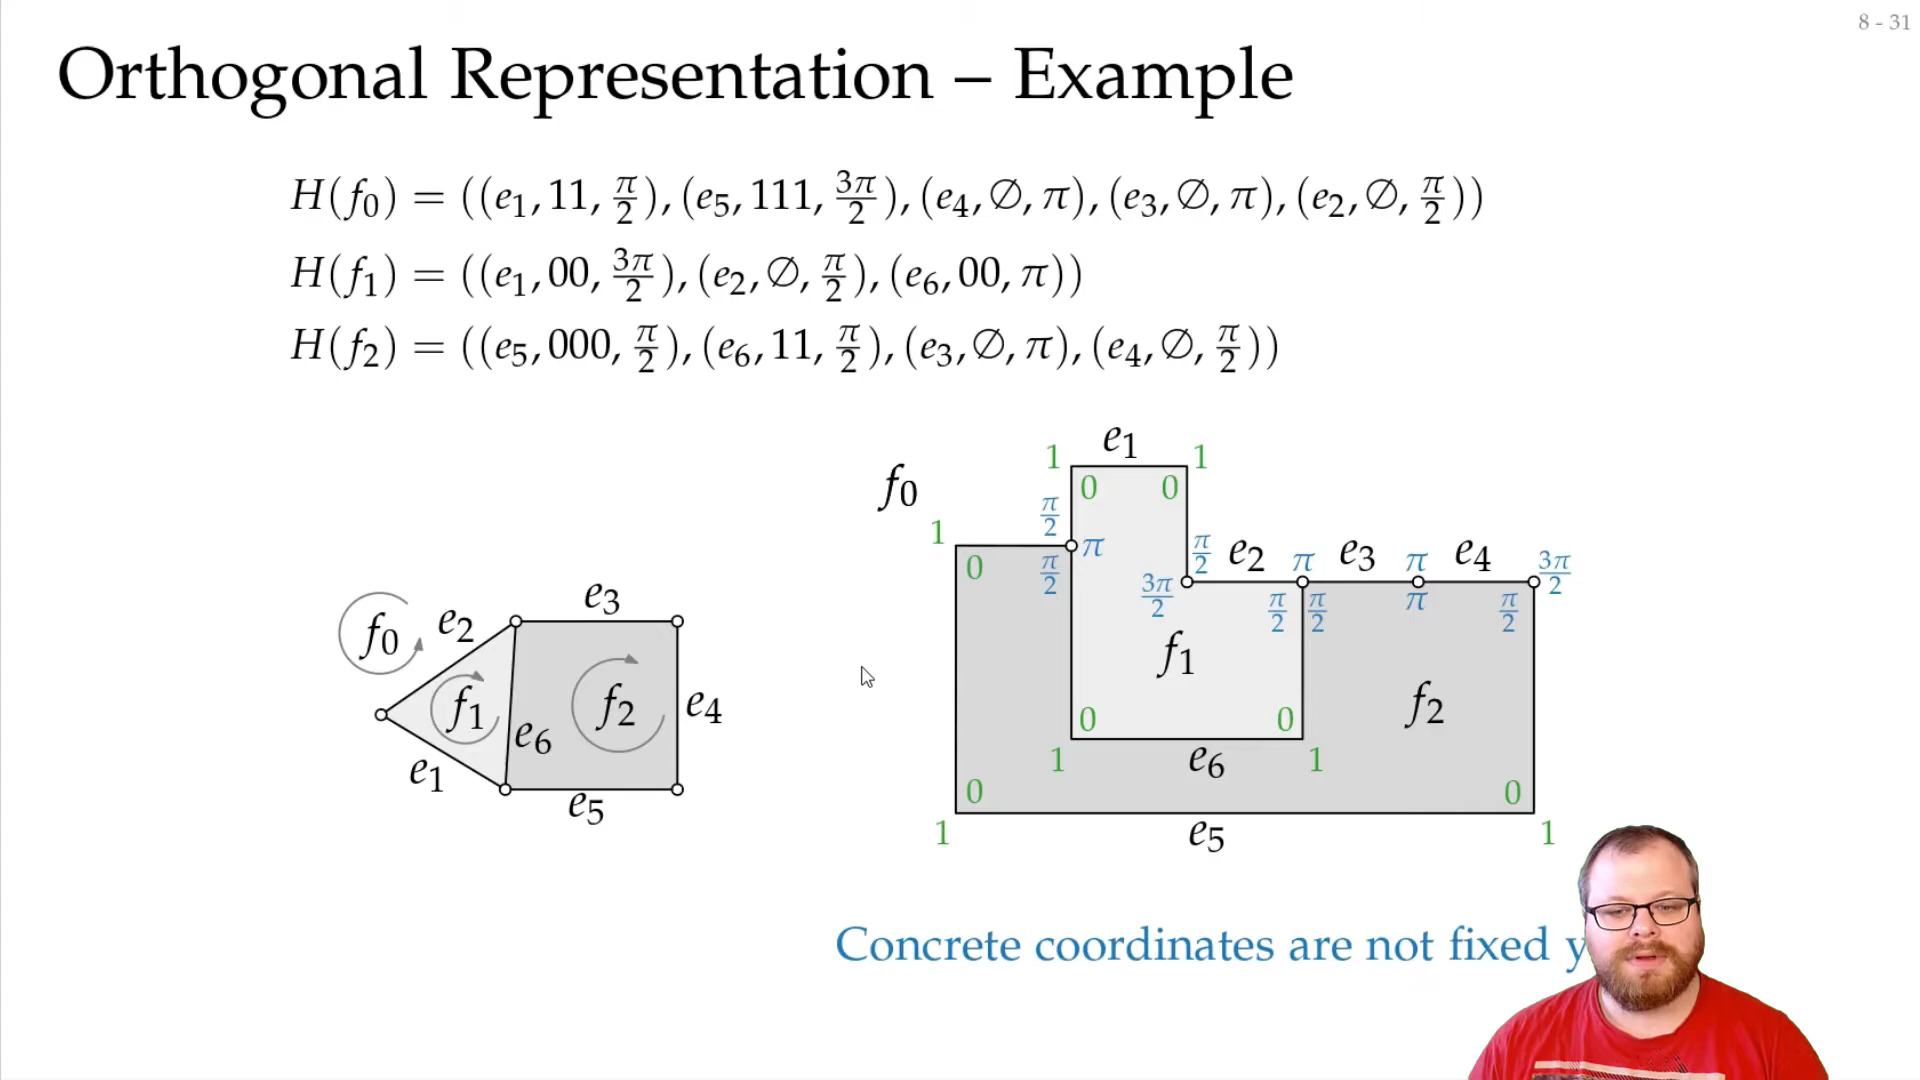 8 - 31
Orthogonal Representation – Example
H(f₀) = ((e₁, 11, π/2), (e₅, 111, 3π/2), (e₄, ∅, π), (e₃, ∅, π), (e₂, ∅, π/2))
H(f₁) = ((e₁, 00, 3π/2), (e₂, ∅, π/2), (e₆, 00, π))
H(f₂) = ((e₅, 000, π/2), (e₆, 11, π/2), (e₃, ∅, π), (e₄, ∅, π/2))
f₀ e₂ e₃
f₁ f₂ e₄
e₆
e₁ e₅
1 e₁ 1
f₀ 0 0
π/2
1 π π/2 e₂ π e₃ π e₄ 3π/2
0 π/2 3π/2 π/2 π/2 π π/2
f₁ f₂
0 0
1 e₆ 1
0 0
1 e₅ 1
Concrete coordinates are not fixed y